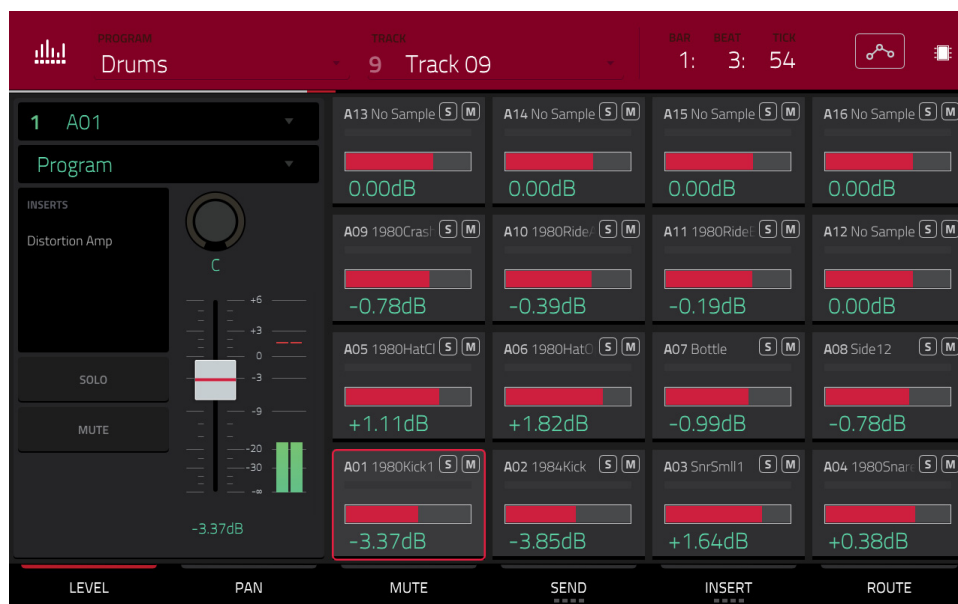 PROGRAM
Drums
TRACK
9 Track 09
BAR BEAT TICK
1: 3: 54
1 A01
Program
INSERTS
Distortion Amp
C
+6
+3
0
-3
-9
-20
-30
-∞
SOLO
MUTE
-3.37dB
A13 No Sample S M
0.00dB
A14 No Sample S M
0.00dB
A15 No Sample S M
0.00dB
A16 No Sample S M
0.00dB
A09 1980Crash S M
-0.78dB
A10 1980RideA S M
-0.39dB
A11 1980RideB S M
-0.19dB
A12 No Sample S M
0.00dB
A05 1980HatCl S M
+1.11dB
A06 1980HatO S M
+1.82dB
A07 Bottle S M
-0.99dB
A08 Side12 S M
-0.78dB
A01 1980Kick1 S M
-3.37dB
A02 1984Kick S M
-3.85dB
A03 SnrSmll1 S M
+1.64dB
A04 1980Snare S M
+0.38dB
LEVEL PAN MUTE SEND INSERT ROUTE